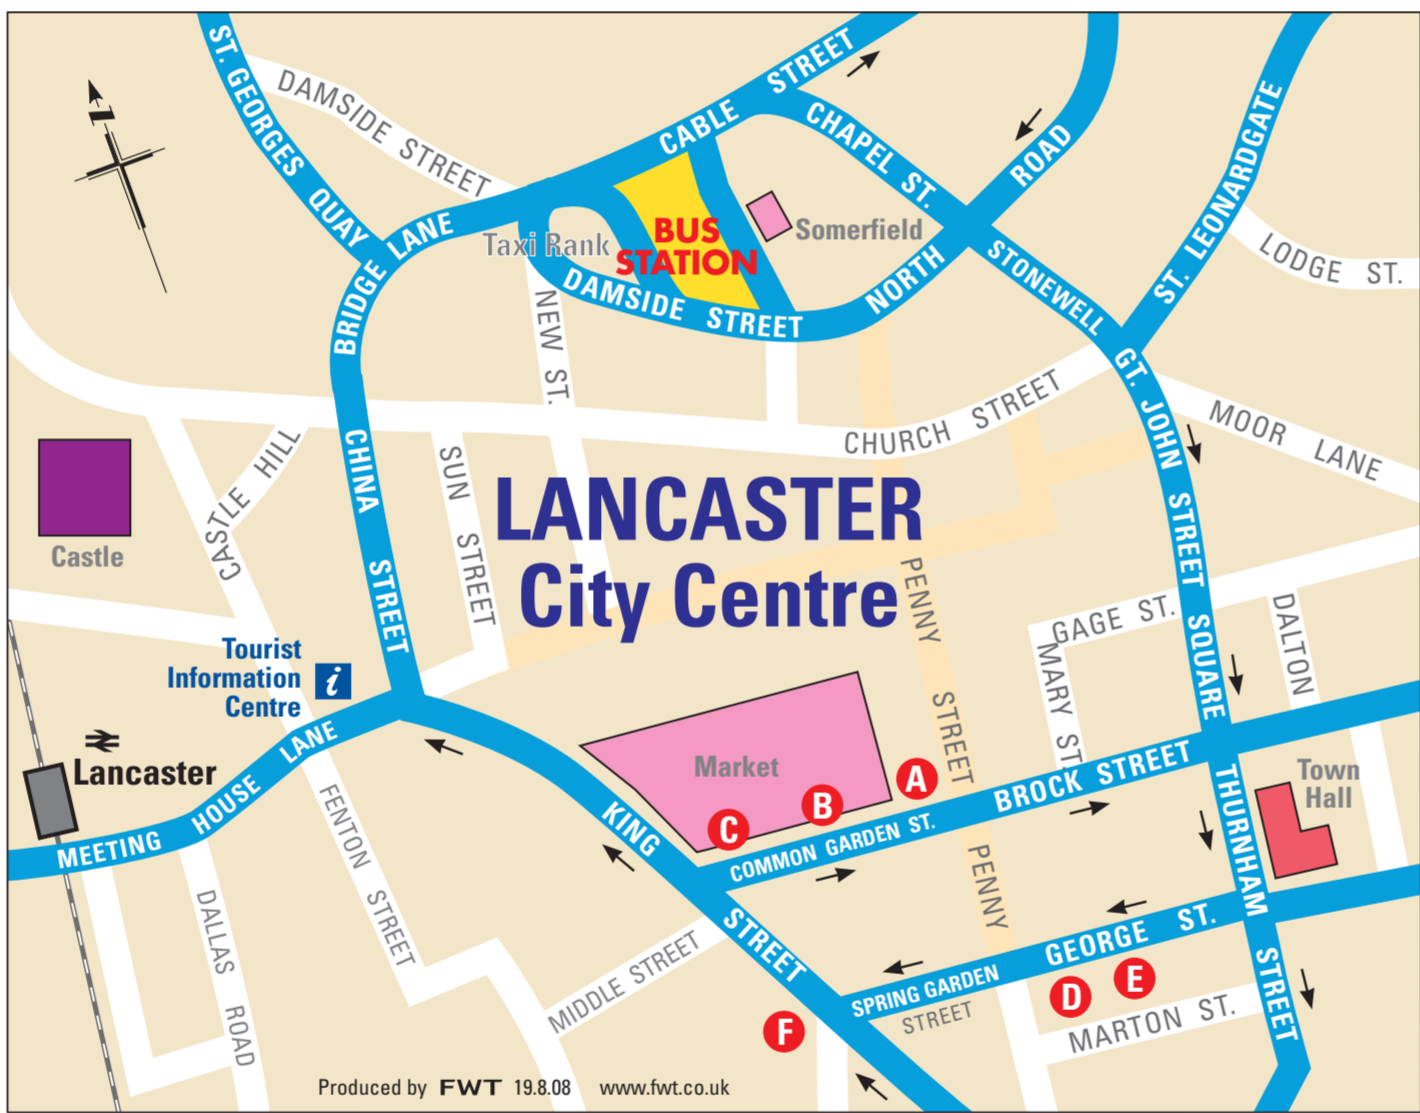 ST. GEORGES QUAY
DAMSIDE STREET
CABLE STREET
CHAPEL ST.
NORTH ROAD
ST. LEONARDGATE
LODGE ST.
N
BRIDGE LANE
Taxi Rank
BUS
STATION
Somerfield
DAMSIDE STREET
STONEWELL
NEW ST.
GT. JOHN STREET
MOOR LANE
CHURCH STREET
CHINA STREET
CASTLE HILL
SUN STREET
Castle
LANCASTER
City Centre
PENNY STREET
GAGE ST.
MARY ST.
SQUARE
DALTON
Tourist
Information
Centre
i
Lancaster
MEETING HOUSE LANE
FENTON STREET
DALLAS ROAD
KING STREET
Market
A
B
C
COMMON GARDEN ST.
BROCK STREET
THURNHAM STREET
Town
Hall
PENNY
MIDDLE STREET
SPRING GARDEN
STREET
GEORGE ST.
D
E
F
MARTON ST.
Produced by FWT 19.8.08 www.fwt.co.uk